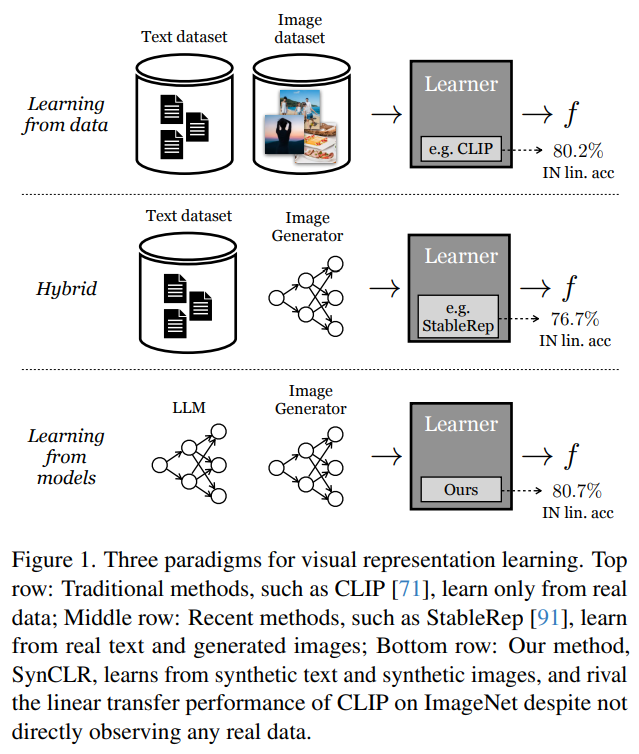 Text dataset
Image
dataset
Learning
from data
Learner
e.g. CLIP
f
80.2%
IN lin. acc
Text dataset
Image
Generator
Hybrid
Learner
e.g.
StableRep
f
76.7%
IN lin. acc
LLM
Image
Generator
Learning
from
models
Learner
Ours
f
80.7%
IN lin. acc
Figure 1. Three paradigms for visual representation learning. Top
row: Traditional methods, such as CLIP [71], learn only from real
data; Middle row: Recent methods, such as StableRep [91], learn
from real text and generated images; Bottom row: Our method,
SynCLR, learns from synthetic text and synthetic images, and rival
the linear transfer performance of CLIP on ImageNet despite not
directly observing any real data.